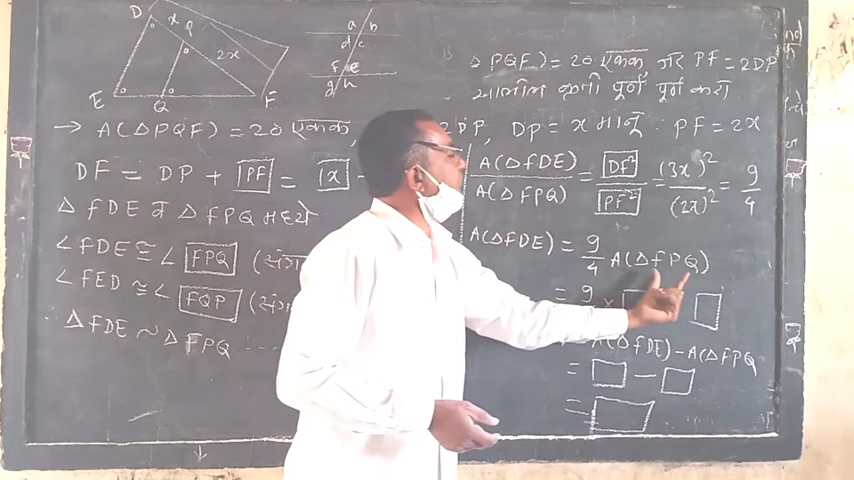 D x Q 2x
E Q F
a b
d c
f e
g h
△ PQF) = 20 एकक, जर PF = 2DP
कृती पूर्ण पूर्ण करा
→ A(△PQF) = 20 एकक, 2DP, DP = x मानू ∴ PF = 2x
DF = DP + PF = x
△ FDE व △ FPQ मध्ये
∠FDE ≅ ∠ FPQ (संग
∠FED ≅ ∠ FQP (संग
∴ △FDE ~ △FPQ ....
A(△FDE) / A(△FPQ) = DF² / PF² = (3x)² / (2x)² = 9/4
A(△FDE) = 9/4 A(△FPQ)
= 9 ×
A(△FDE) - A(△FPQ
= -
=